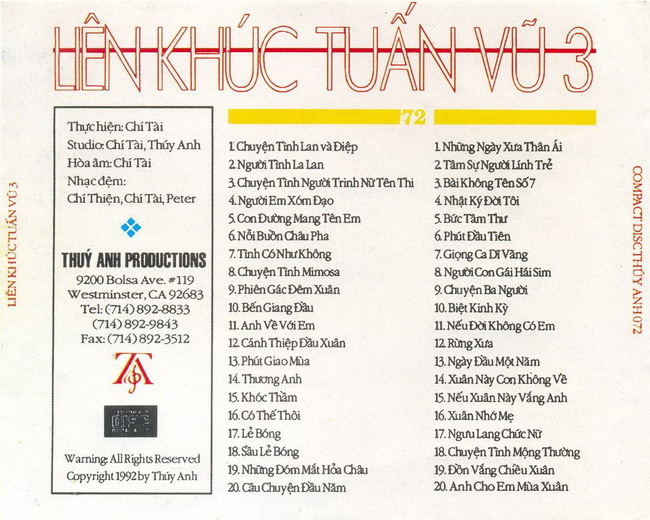 LIÊN KHÚC TUẤN VŨ 3
Thực hiện: Chí Tài
Studio: Chí Tài, Thúy Anh
Hòa âm: Chí Tài
Nhạc đệm:
Chí Thiện, Chí Tài, Peter
THUÝ ANH PRODUCTIONS
9200 Bolsa Ave. #119
Westminster, CA 92683
Tel: (714) 892-8833
(714) 892-9843
Fax: (714) 892-3512
TA
Warning: All Rights Reserved
Copyright 1992 by Thúy Anh
72
1. Chuyện Tình Lan và Điệp
2. Người Tình La Lan
3. Chuyện Tình Người Trinh Nữ Tên Thi
4. Người Em Xóm Đạo
5. Con Đường Mang Tên Em
6. Nỗi Buồn Châu Pha
7. Tình Có Như Không
8. Chuyện Tình Mimosa
9. Phiên Gác Đêm Xuân
10. Bến Giang Đầu
11. Anh Về Với Em
12. Cánh Thiệp Đầu Xuân
13. Phút Giao Mùa
14. Thương Anh
15. Khóc Thầm
16. Có Thế Thôi
17. Lẻ Bóng
18. Sầu Lẻ Bóng
19. Những Đóm Mắt Hỏa Châu
20. Câu Chuyện Đầu Năm
1. Những Ngày Xưa Thân Ái
2. Tâm Sự Người Lính Trẻ
3. Bài Không Tên Số 7
4. Nhật Ký Đời Tôi
5. Bức Tâm Thư
6. Phút Đầu Tiên
7. Giọng Ca Dĩ Vãng
8. Người Con Gái Hái Sim
9. Chuyện Ba Người
10. Biệt Kinh Kỳ
11. Nếu Đời Không Có Em
12. Rừng Xưa
13. Ngày Đầu Một Năm
14. Xuân Này Con Không Về
15. Nếu Xuân Này Vắng Anh
16. Xuân Nhớ Mẹ
17. Ngưu Lang Chức Nữ
18. Chuyện Tình Mộng Thường
19. Đồn Vắng Chiều Xuân
20. Anh Cho Em Mùa Xuân
LIÊN KHÚC TUẤN VŨ 3
COMPACT DISC THÚY ANH 072